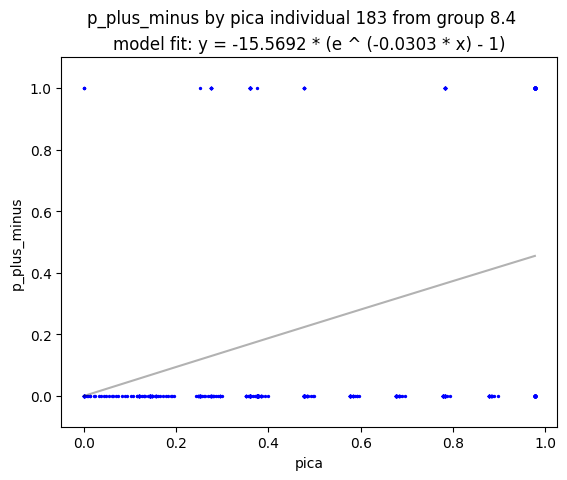 p_plus_minus by pica individual 183 from group 8.4
model fit: y = -15.5692 * (e ^ (-0.0303 * x) - 1)
1.0
0.8
0.6
0.4
0.2
0.0
p_plus_minus
0.0 0.2 0.4 0.6 0.8 1.0
pica